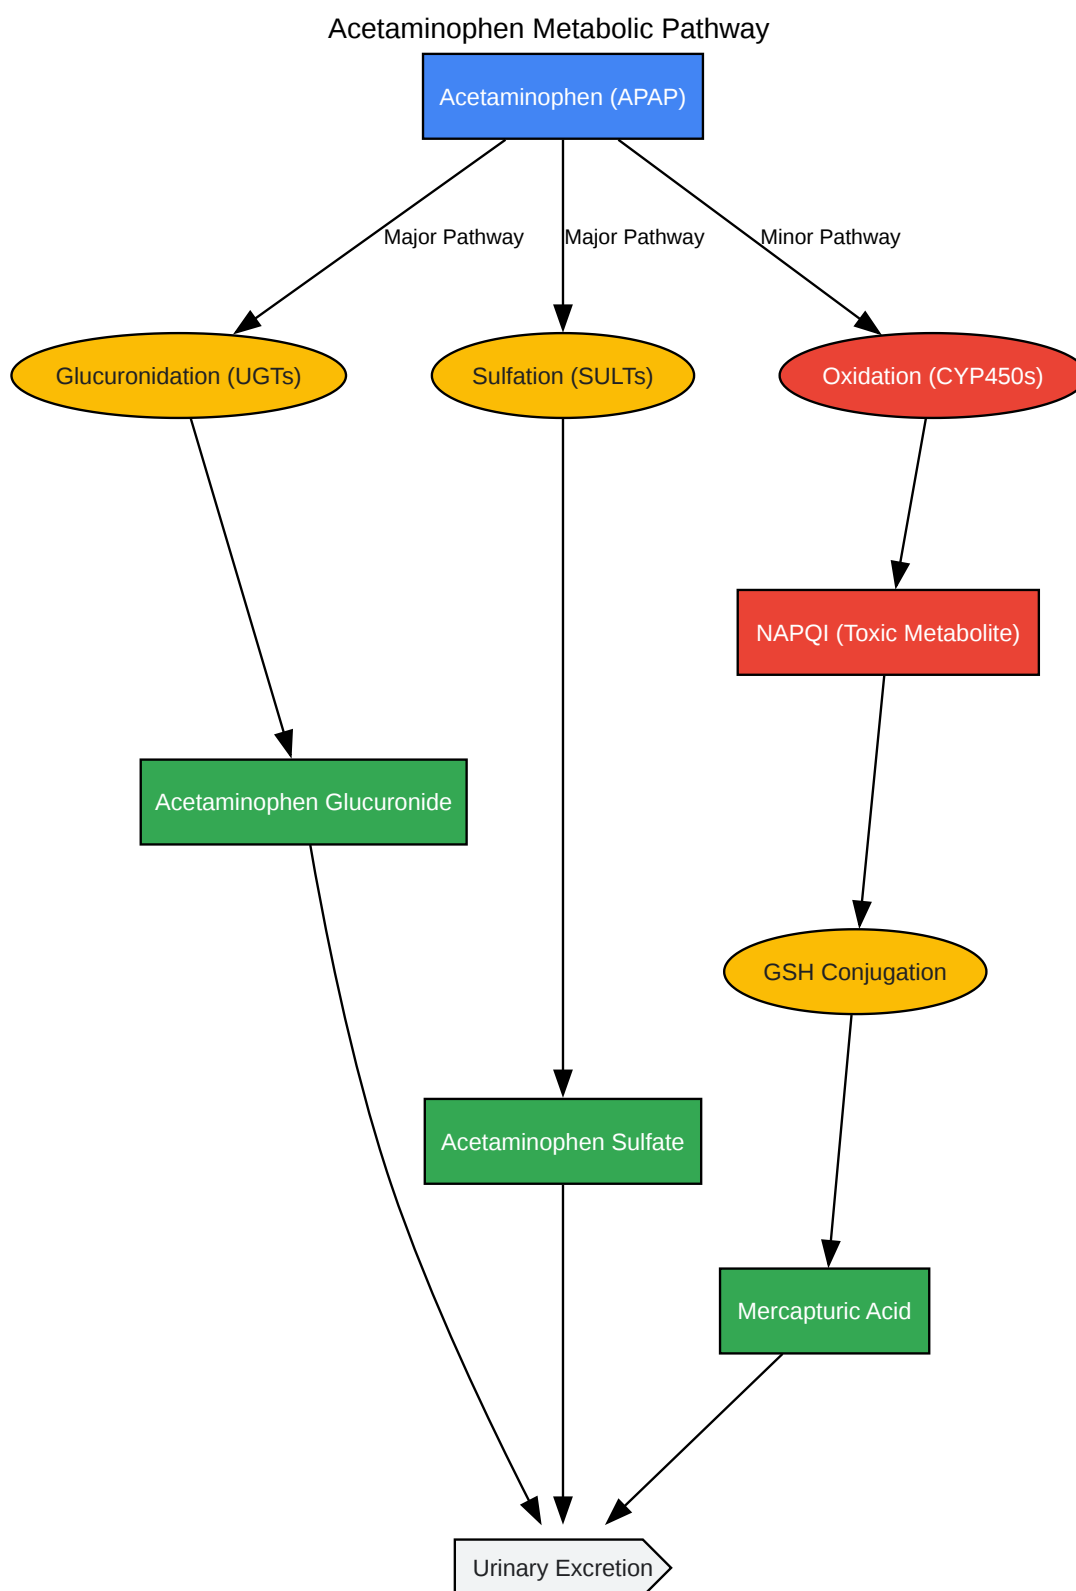 Acetaminophen Metabolic Pathway
Acetaminophen (APAP)
Major Pathway
Major Pathway
Minor Pathway
Glucuronidation (UGTs)
Sulfation (SULTs)
Oxidation (CYP450s)
NAPQI (Toxic Metabolite)
Acetaminophen Glucuronide
GSH Conjugation
Acetaminophen Sulfate
Mercapturic Acid
Urinary Excretion